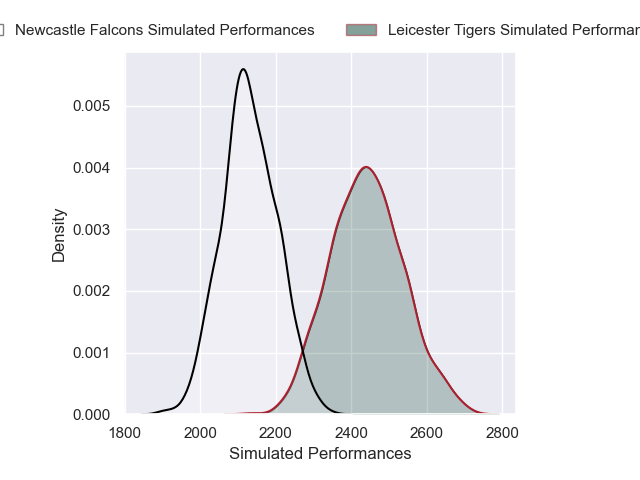 Newcastle Falcons Simulated Performances
Leicester Tigers Simulated
0.005
0.004
0.003
0.002
0.001
0.000
Density
1800 2000 2200 2400 2600 2800
Simulated Performances